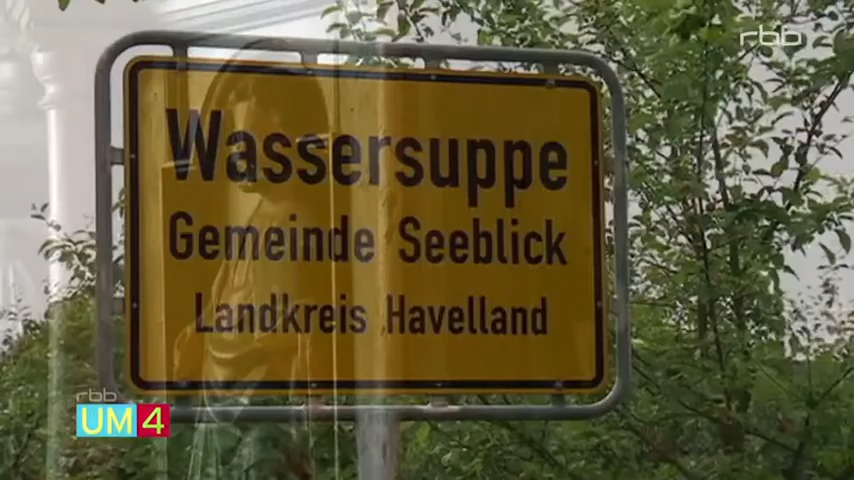 rbb
Wassersuppe
Gemeinde Seeblick
Landkreis Havelland
rbb
UM4